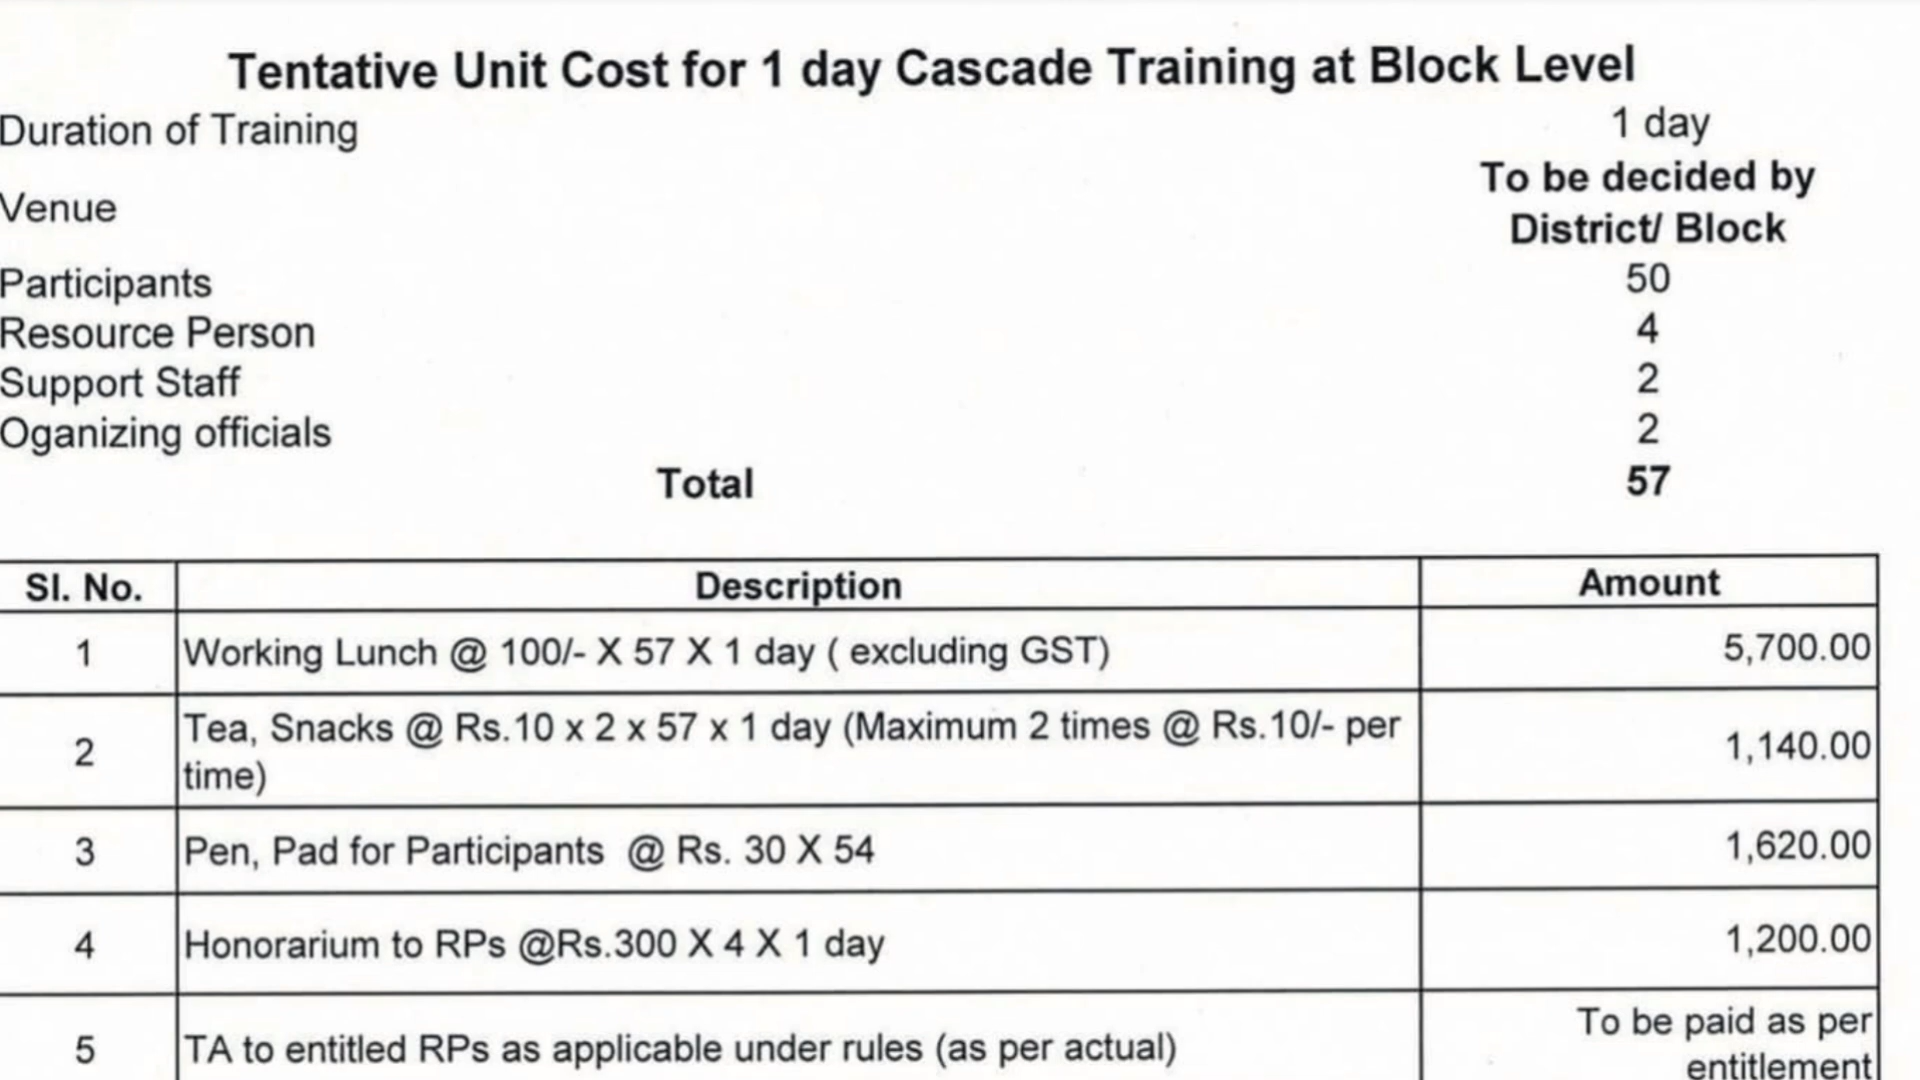 Tentative Unit Cost for 1 day Cascade Training at Block Level
Duration of Training 1 day
Venue To be decided by
District/ Block
Participants 50
Resource Person 4
Support Staff 2
Oganizing officials 2
Total 57
Sl. No. Description Amount
1 Working Lunch @ 100/- X 57 X 1 day ( excluding GST) 5,700.00
2 Tea, Snacks @ Rs.10 x 2 x 57 x 1 day (Maximum 2 times @ Rs.10/- per
time) 1,140.00
3 Pen, Pad for Participants @ Rs. 30 X 54 1,620.00
4 Honorarium to RPs @Rs.300 X 4 X 1 day 1,200.00
5 TA to entitled RPs as applicable under rules (as per actual) To be paid as per
entitlement